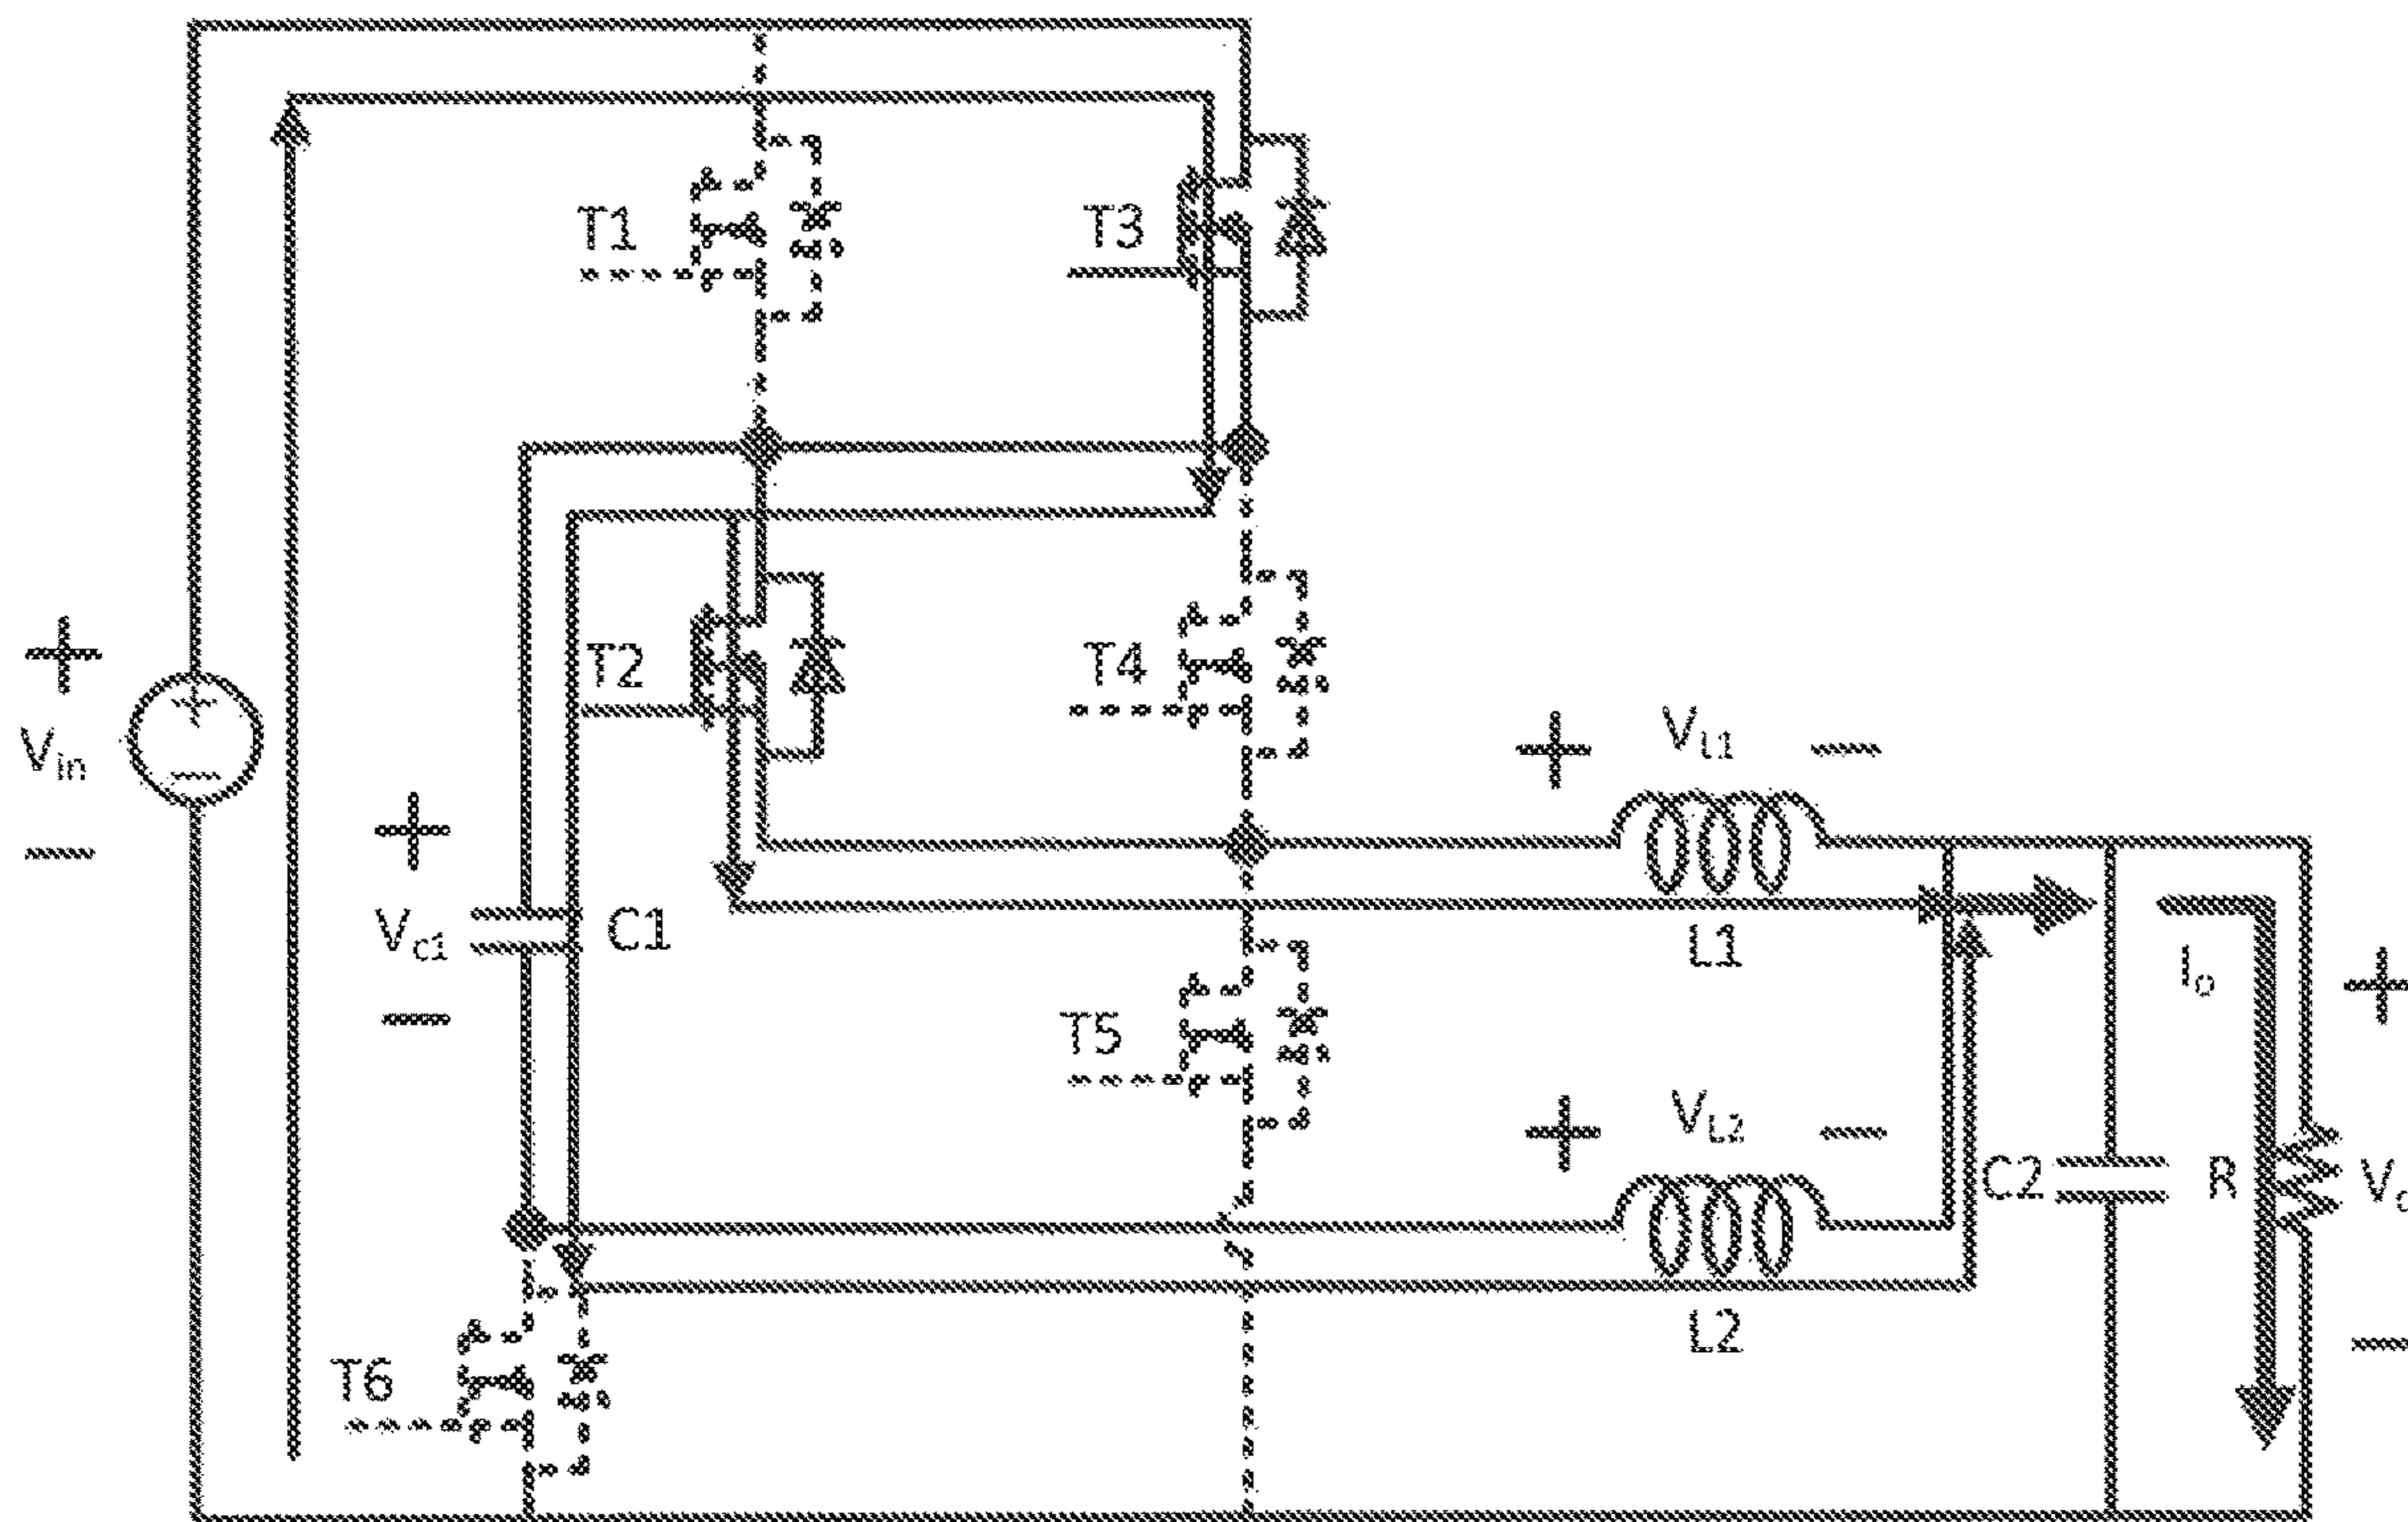 T1
T3
T2
T4
+
V_in
−
+
V_L1
−
+
V_c1
−
C1
L1
I_o
+
T5
+
V_L2
−
C2
R
−
T6
L2